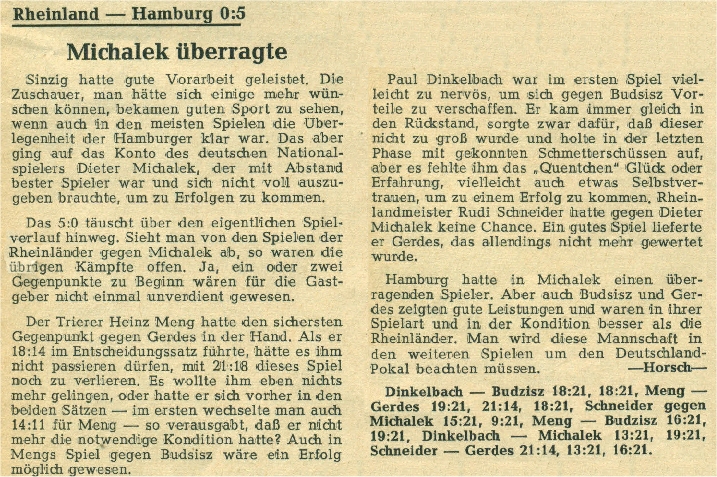 Rheinland — Hamburg 0:5
Michalek überragte
Sinzig hatte gute Vorarbeit geleistet. Die
Zuschauer, man hätte sich einige mehr wün-
schen können, bekamen guten Sport zu sehen,
wenn auch in den meisten Spielen die Über-
legenheit der Hamburger klar war. Das aber
ging auf das Konto des deutschen National-
spielers Dieter Michalek, der mit Abstand
bester Spieler war und sich nicht voll auszu-
geben brauchte, um zu Erfolgen zu kommen.
Das 5:0 täuscht über den eigentlichen Spiel-
verlauf hinweg. Sieht man von den Spielen der
Rheinländer gegen Michalek ab, so waren die
übrigen Kämpfte offen. Ja, ein oder zwei
Gegenpunkte zu Beginn wären für die Gast-
geber nicht einmal unverdient gewesen.
Der Trierer Heinz Meng hatte den sichersten
Gegenpunkt gegen Gerdes in der Hand. Als er
18:14 im Entscheidungssatz führte, hätte es ihm
nicht passieren dürfen, mit 21:18 dieses Spiel
noch zu verlieren. Es wollte ihm eben nichts
mehr gelingen, oder hatte er sich vorher in den
beiden Sätzen — im ersten wechselte man auch
14:11 für Meng — so verausgabt, daß er nicht
mehr die notwendige Kondition hatte? Auch in
Mengs Spiel gegen Budsisz wäre ein Erfolg
möglich gewesen.
Paul Dinkelbach war im ersten Spiel viel-
leicht zu nervös, um sich gegen Budsisz Vor-
teile zu verschaffen. Er kam immer gleich in
den Rückstand, sorgte zwar dafür, daß dieser
nicht zu groß wurde und holte in der letzten
Phase mit gekonnten Schmetterschüssen auf,
aber es fehlte ihm das „Quentchen" Glück oder
Erfahrung, vielleicht auch etwas Selbstver-
trauen, um zu einem Erfolg zu kommen. Rhein-
landmeister Rudi Schneider hatte gegen Dieter
Michalek keine Chance. Ein gutes Spiel lieferte
er Gerdes, das allerdings nicht mehr gewertet
wurde.
Hamburg hatte in Michalek einen über-
ragenden Spieler. Aber auch Budsisz und Ger-
des zeigten gute Leistungen und waren in ihrer
Spielart und in der Kondition besser als die
Rheinländer. Man wird diese Mannschaft in
den weiteren Spielen um den Deutschland-
Pokal beachten müssen. —Horsch—
Dinkelbach — Budzisz 18:21, 18:21, Meng —
Gerdes 19:21, 21:14, 18:21, Schneider gegen
Michalek 15:21, 9:21, Meng — Budzisz 16:21,
19:21, Dinkelbach — Michalek 13:21, 19:21,
Schneider — Gerdes 21:14, 13:21, 16:21.